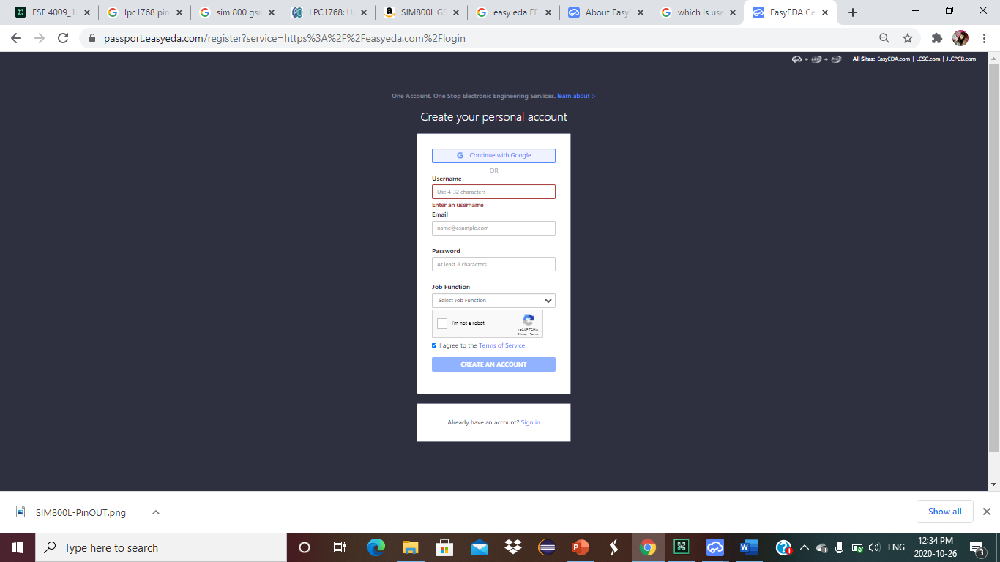 ESE 4009_1
lpc1768 pin
sim 800 gsm
LPC1768: UA
SIM800L GS
easy eda FE
About EasyE
which is use
EasyEDA Ce
passport.easyeda.com/register?service=https%3A%2F%2Feasyeda.com%2Flogin
All Sites: EasyEDA.com | LCSC.com | JLCPCB.com
One Account. One Stop Electronic Engineering Services. learn about ▷
Create your personal account
Continue with Google
OR
Username
Use 4-32 characters
Enter an username
Email
name@example.com
Password
At least 8 characters
Job Function
Select Job Function
I'm not a robot
reCAPTCHA
Privacy - Terms
I agree to the Terms of Service
CREATE AN ACCOUNT
Already have an account? Sign in
SIM800L-PinOUT.png
Show all
Type here to search
ENG
12:34 PM
2020-10-26
3